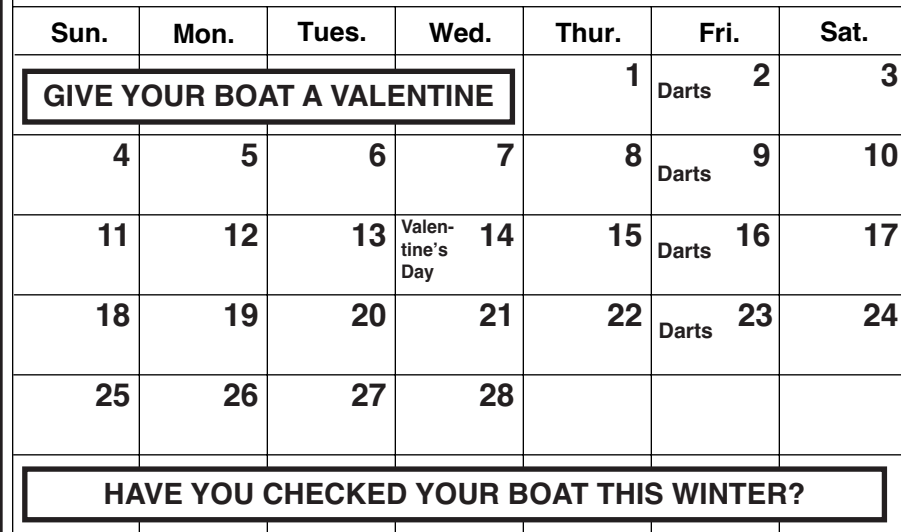 Sun. Mon. Tues. Wed. Thur. Fri. Sat.
GIVE YOUR BOAT A VALENTINE
1 Darts 2 3
4 5 6 7 8 Darts 9 10
11 12 13 Valen-
tine's
Day 14 15 Darts 16 17
18 19 20 21 22 Darts 23 24
25 26 27 28
HAVE YOU CHECKED YOUR BOAT THIS WINTER?